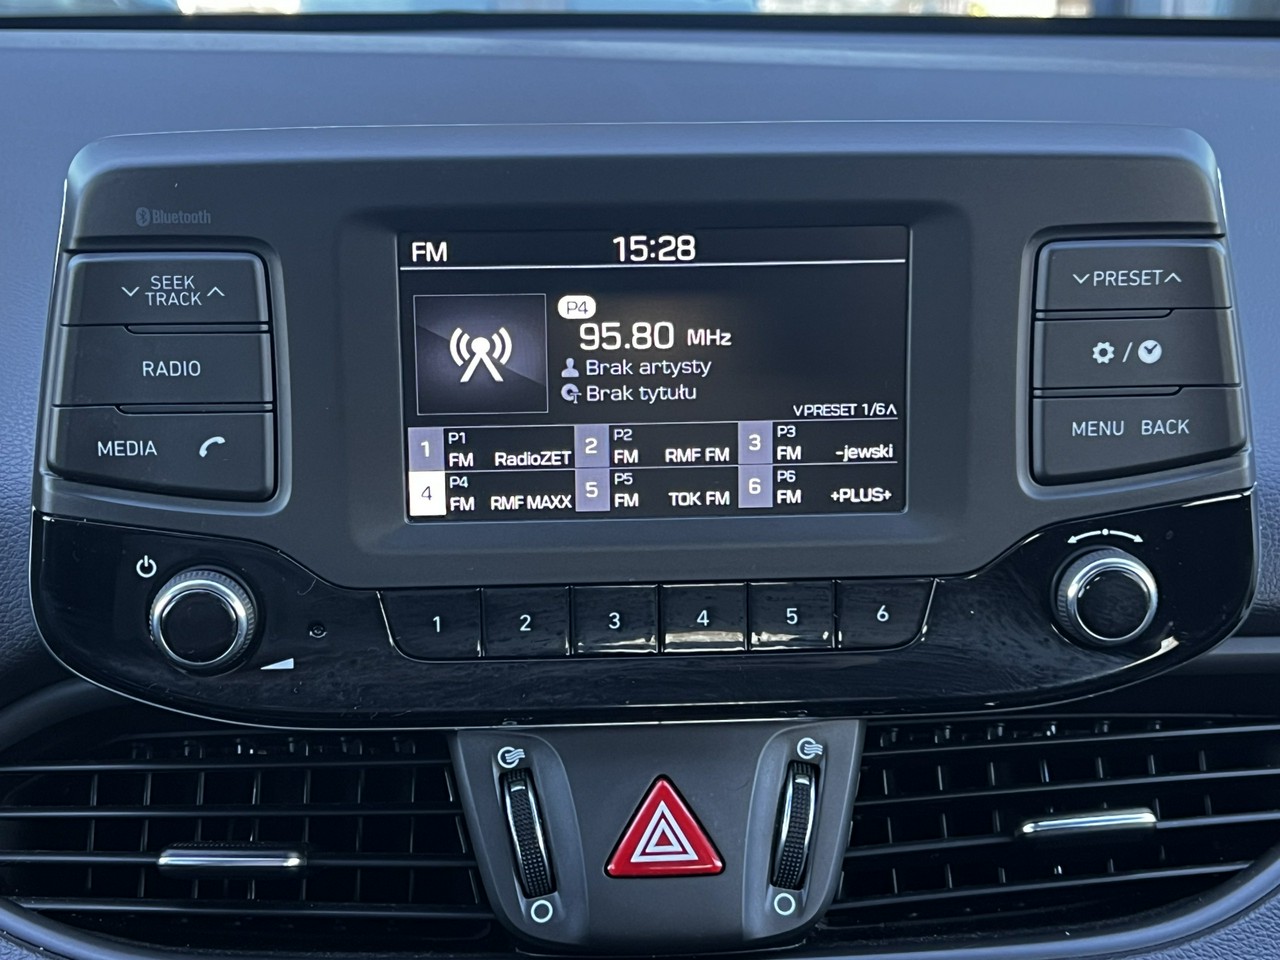 Bluetooth
FM 15:28
SEEK
TRACK
RADIO
MEDIA
P4
95.80 MHz
Brak artysty
Brak tytułu
PRESET 1/6
1 P1 FM RadioZET
2 P2 FM RMF FM
3 P3 FM -jewski
4 P4 FM RMF MAXX
5 P5 FM TOK FM
6 P6 FM +PLUS+
PRESET
/
MENU BACK
1 2 3 4 5 6